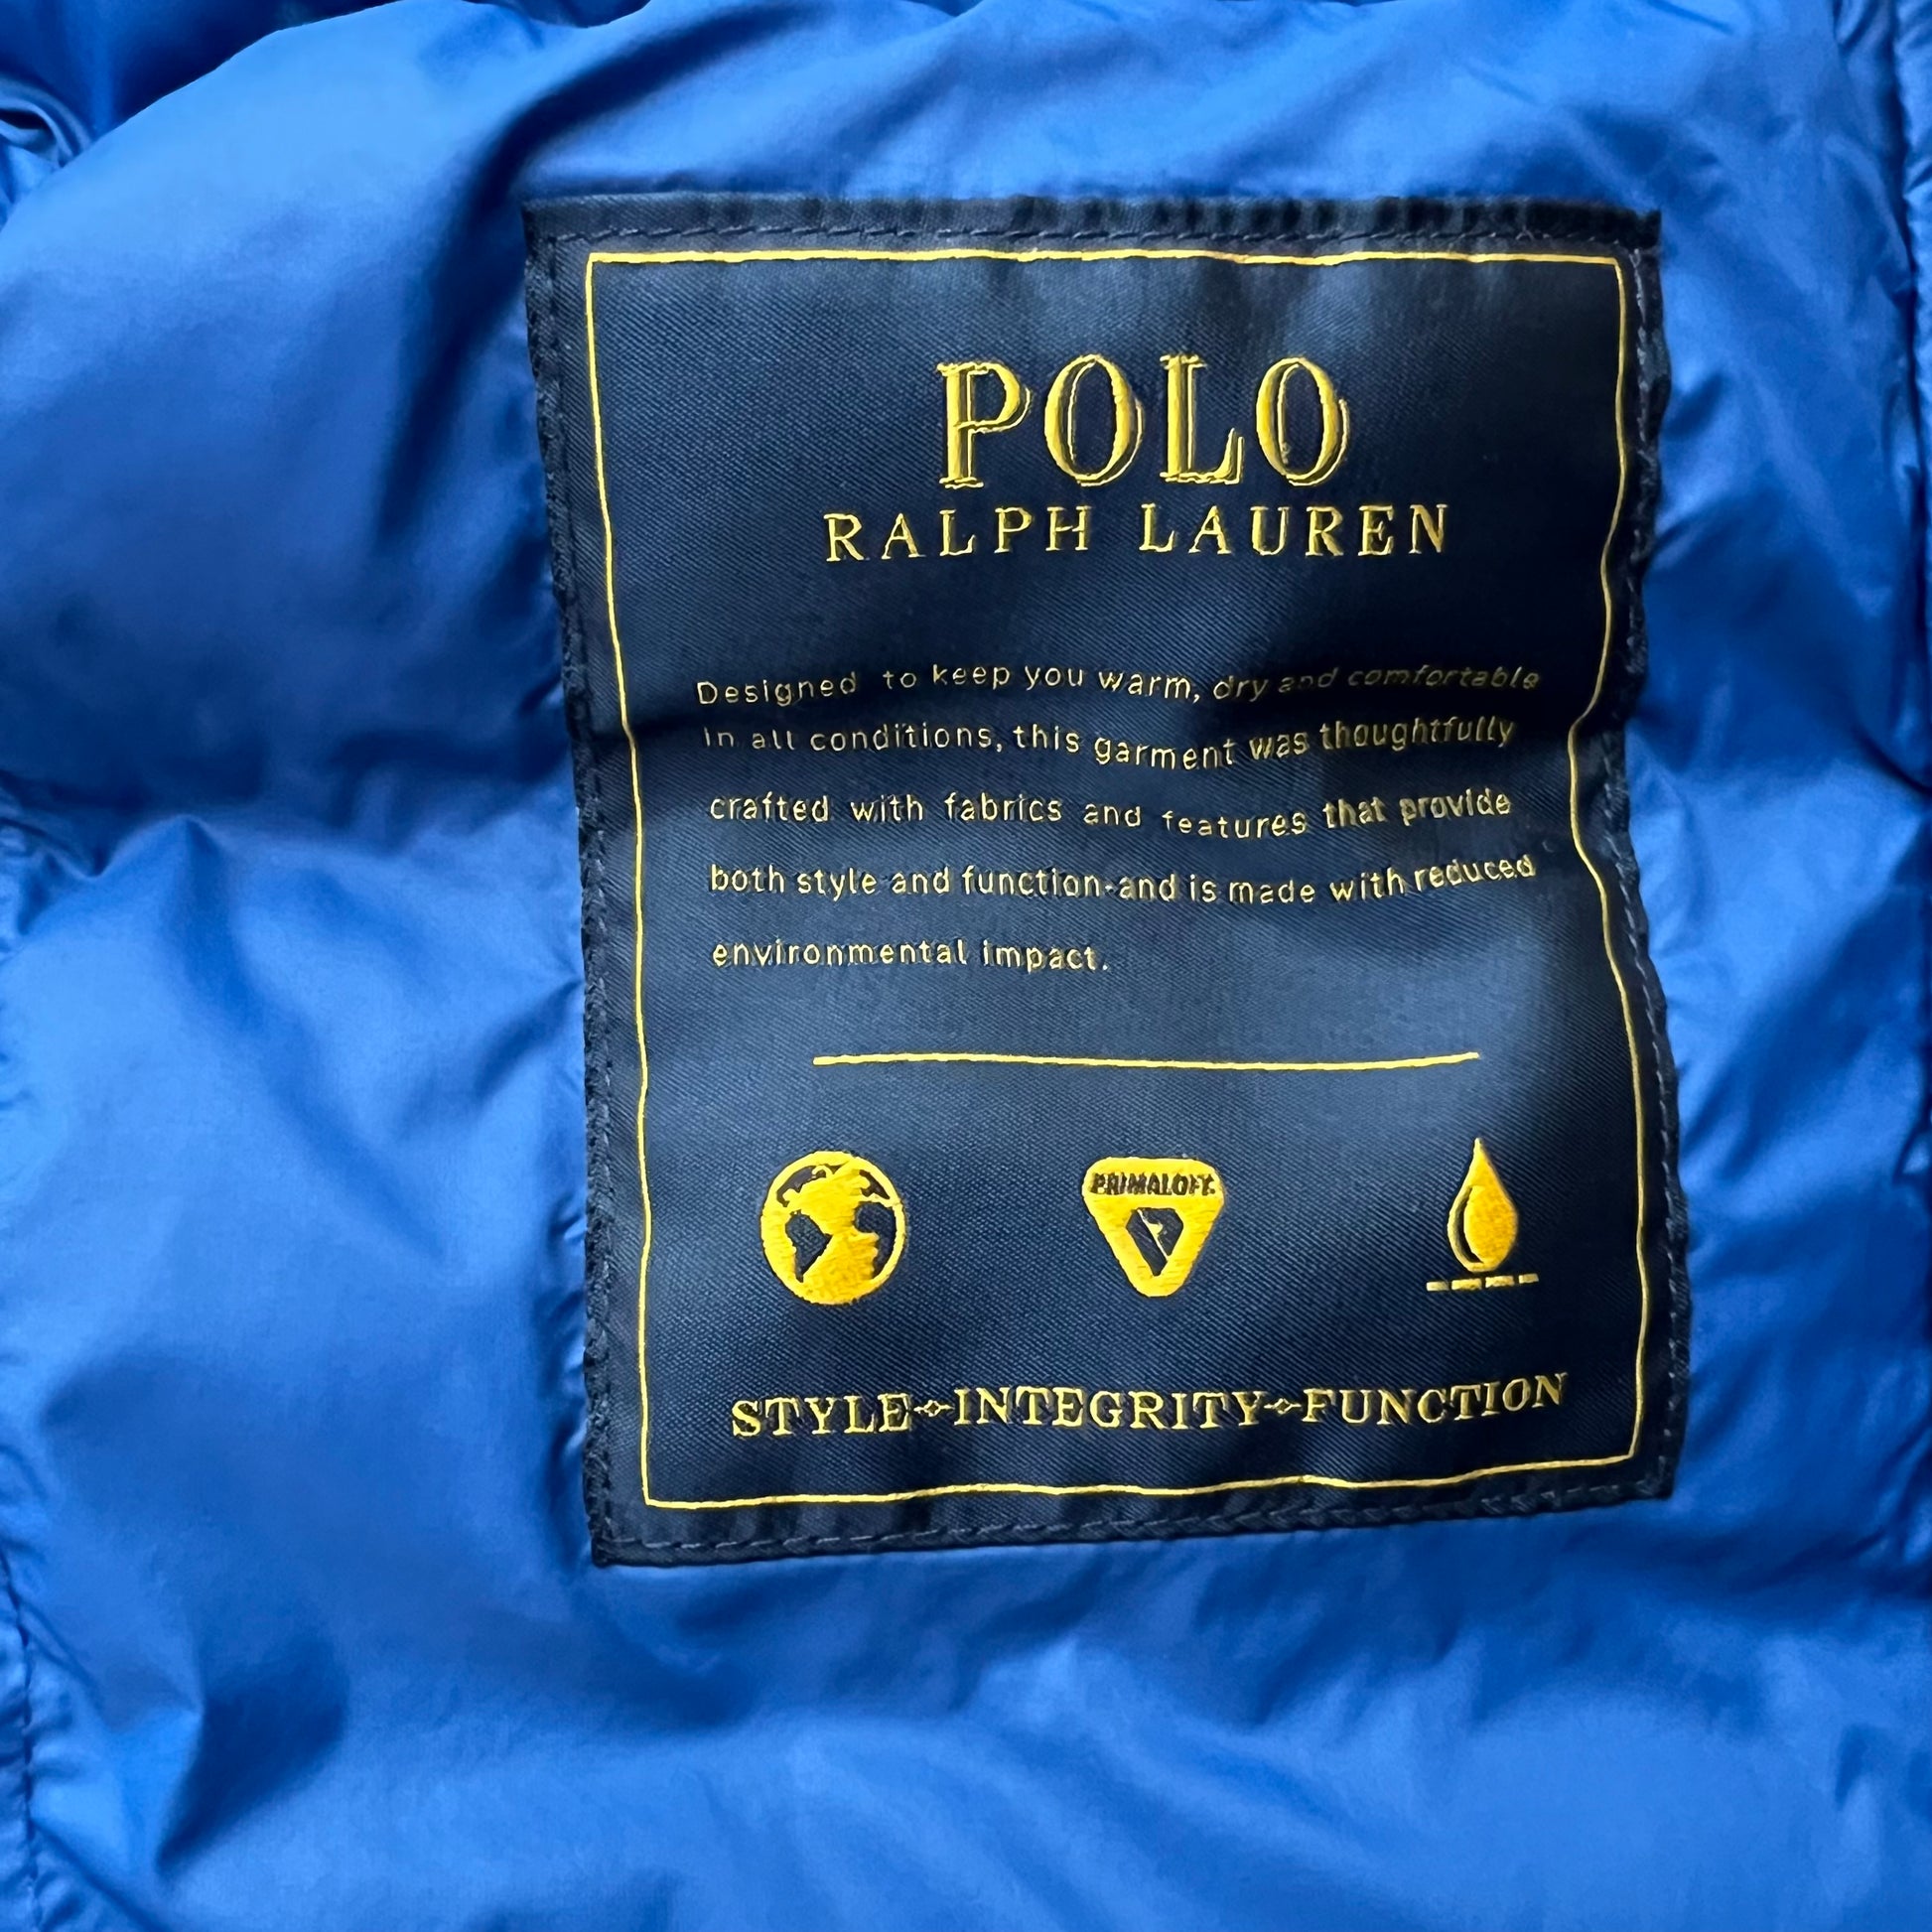 POLO
RALPH LAUREN
Designed to keep you warm, dry and comfortable
in all conditions, this garment was thoughtfully
crafted with fabrics and features that provide
both style and function-and is made with reduced
environmental impact.
PRIMALOFT
STYLE INTEGRITY FUNCTION